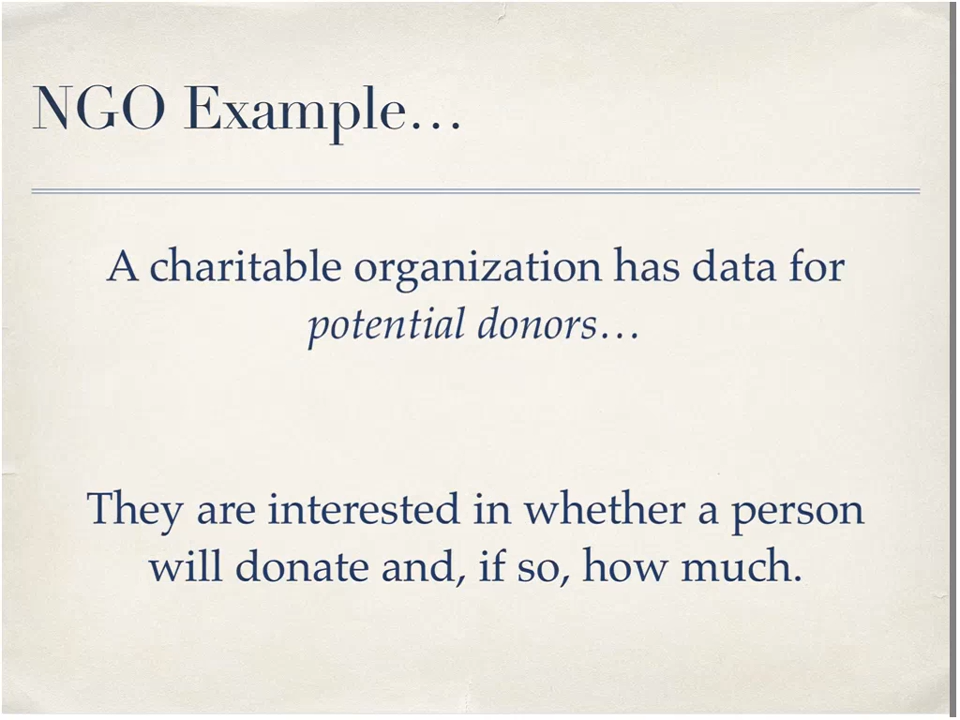 NGO Example…
A charitable organization has data for
potential donors…
They are interested in whether a person
will donate and, if so, how much.